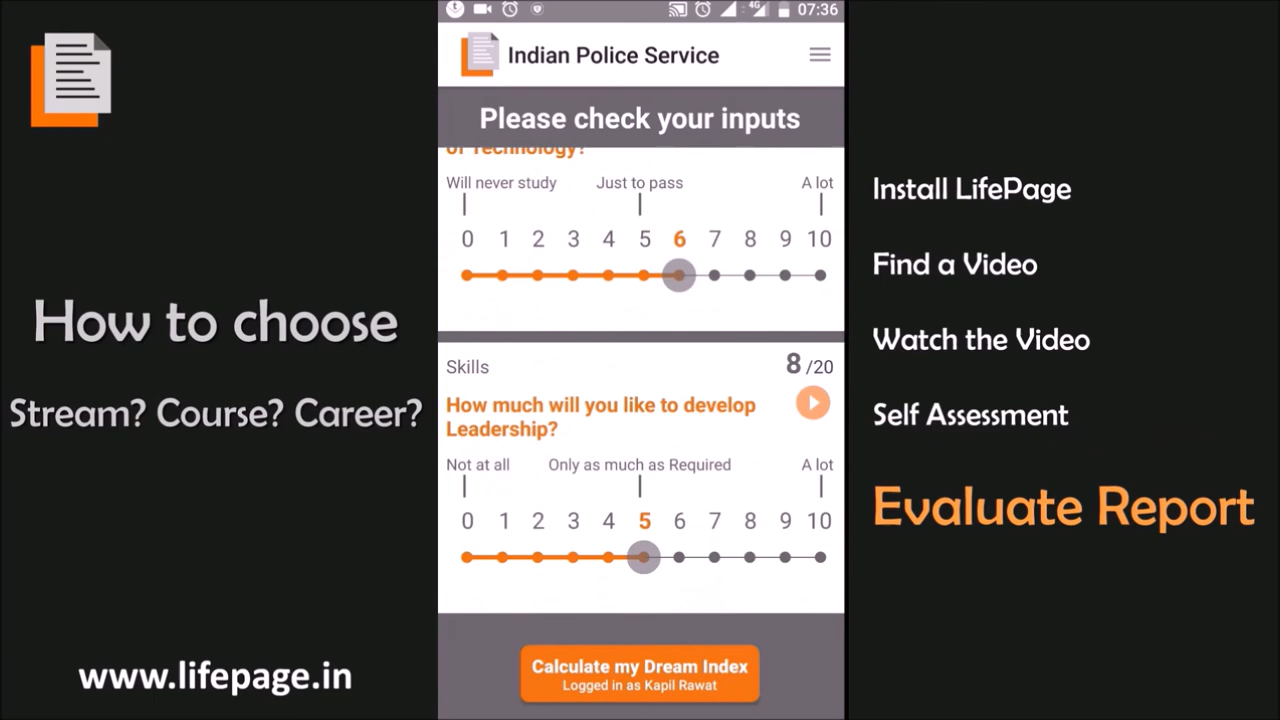 How to choose
Stream? Course? Career?
www.lifepage.in
4G
07:36
Indian Police Service
Please check your inputs
of Technology?
Will never study Just to pass A lot
0 1 2 3 4 5 6 7 8 9 10
Skills 8 /20
How much will you like to develop
Leadership?
Not at all Only as much as Required A lot
0 1 2 3 4 5 6 7 8 9 10
Calculate my Dream Index
Logged in as Kapil Rawat
Install LifePage
Find a Video
Watch the Video
Self Assessment
Evaluate Report